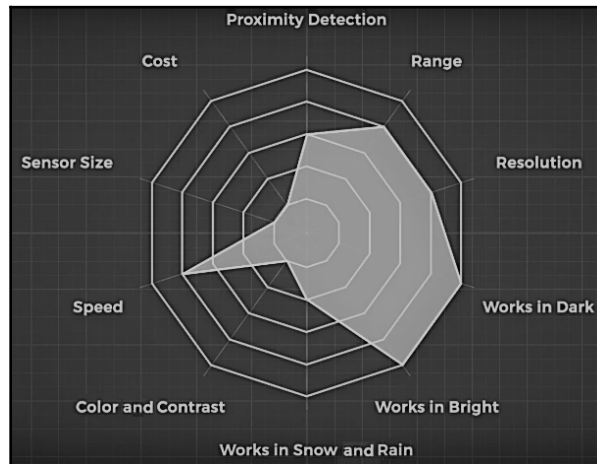 Proximity Detection
Cost
Range
Sensor Size
Resolution
Speed
Works in Dark
Color and Contrast
Works in Bright
Works in Snow and Rain